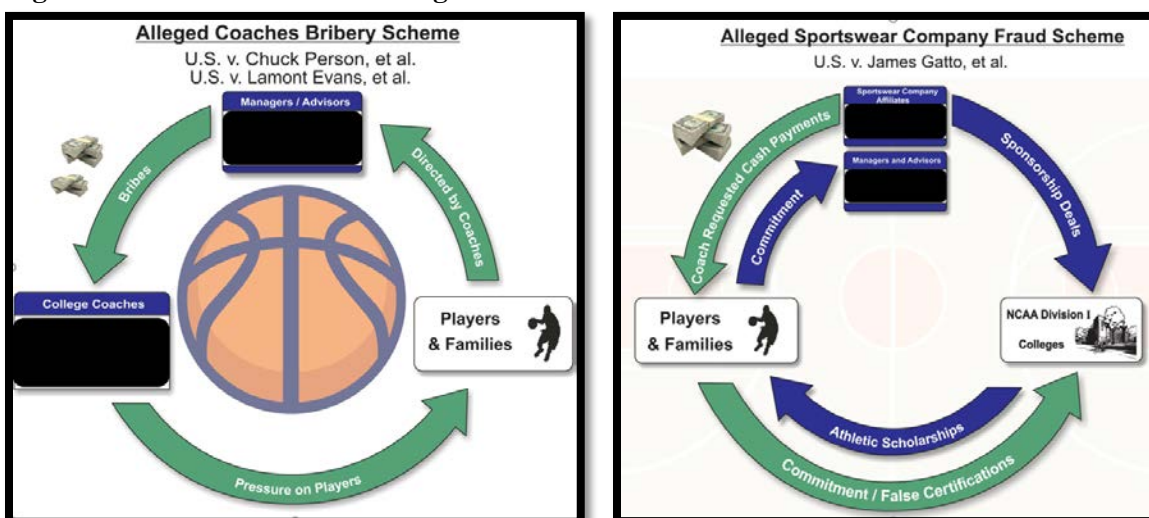 Alleged Coaches Bribery Scheme
U.S. v. Chuck Person, et al.
U.S. v. Lamont Evans, et al.
Managers / Advisors
Bribes
Directed by Coaches
College Coaches
Players
& Families
Pressure on Players
Alleged Sportswear Company Fraud Scheme
U.S. v. James Gatto, et al.
Sportswear Company
Affiliates
Managers and Advisors
Coach Requested Cash Payments
Commitment
Sponsorship Deals
Players
& Families
NCAA Division I
Colleges
Athletic Scholarships
Commitment / False Certifications